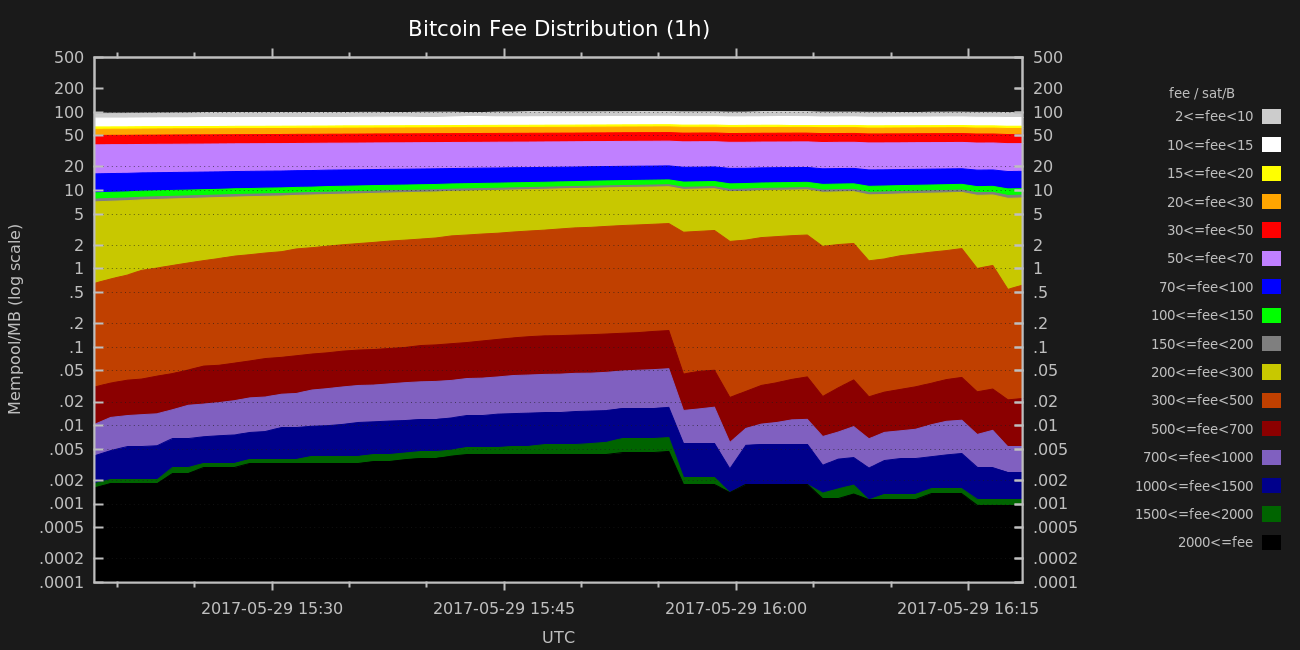 Bitcoin Fee Distribution (1h)
Mempool/MB (log scale)
500
200
100
50
20
10
5
2
1
.5
.2
.1
.05
.02
.01
.005
.002
.001
.0005
.0002
.0001
500
200
100
50
20
10
5
2
1
.5
.2
.1
.05
.02
.01
.005
.002
.001
.0005
.0002
.0001
fee / sat/B
2<=fee<10
10<=fee<15
15<=fee<20
20<=fee<30
30<=fee<50
50<=fee<70
70<=fee<100
100<=fee<150
150<=fee<200
200<=fee<300
300<=fee<500
500<=fee<700
700<=fee<1000
1000<=fee<1500
1500<=fee<2000
2000<=fee
2017-05-29 15:30
2017-05-29 15:45
2017-05-29 16:00
2017-05-29 16:15
UTC